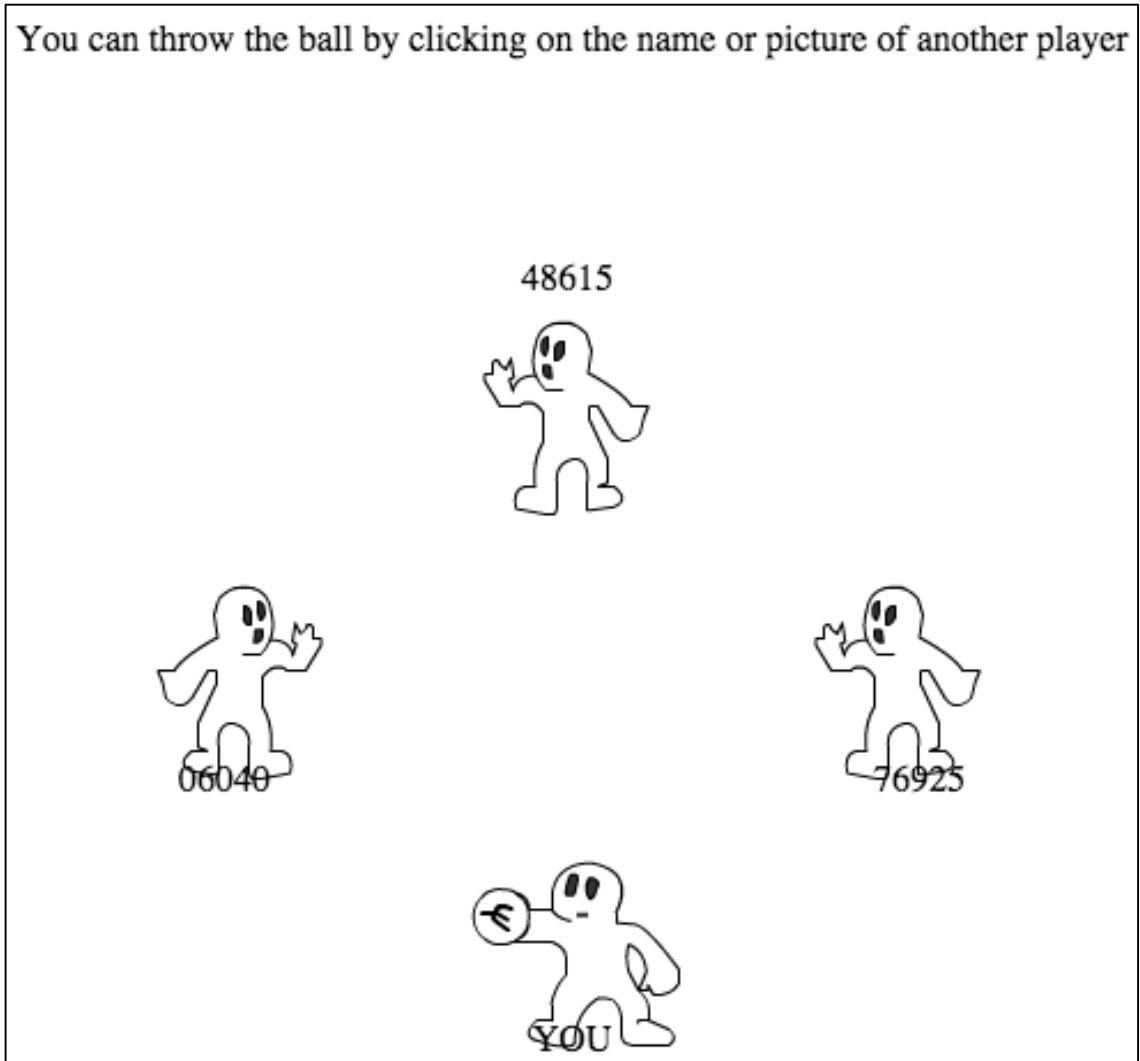 You can throw the ball by clicking on the name or picture of another player
48615
06040
76925
YOU